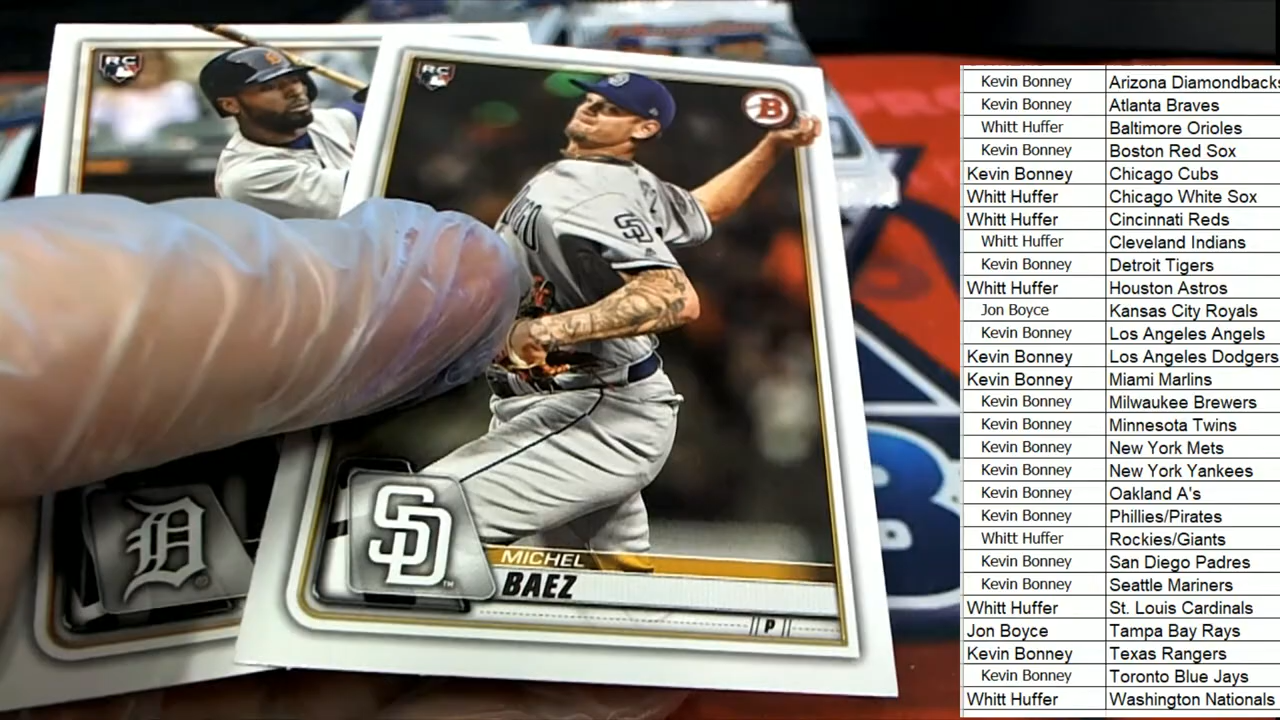 RC
RC
B
SD
SD
D
SD
MICHEL
BAEZ
P
Kevin Bonney Arizona Diamondbacks
Kevin Bonney Atlanta Braves
Whitt Huffer Baltimore Orioles
Kevin Bonney Boston Red Sox
Kevin Bonney Chicago Cubs
Whitt Huffer Chicago White Sox
Whitt Huffer Cincinnati Reds
Whitt Huffer Cleveland Indians
Kevin Bonney Detroit Tigers
Whitt Huffer Houston Astros
Jon Boyce Kansas City Royals
Kevin Bonney Los Angeles Angels
Kevin Bonney Los Angeles Dodgers
Kevin Bonney Miami Marlins
Kevin Bonney Milwaukee Brewers
Kevin Bonney Minnesota Twins
Kevin Bonney New York Mets
Kevin Bonney New York Yankees
Kevin Bonney Oakland A's
Kevin Bonney Phillies/Pirates
Whitt Huffer Rockies/Giants
Kevin Bonney San Diego Padres
Kevin Bonney Seattle Mariners
Whitt Huffer St. Louis Cardinals
Jon Boyce Tampa Bay Rays
Kevin Bonney Texas Rangers
Kevin Bonney Toronto Blue Jays
Whitt Huffer Washington Nationals